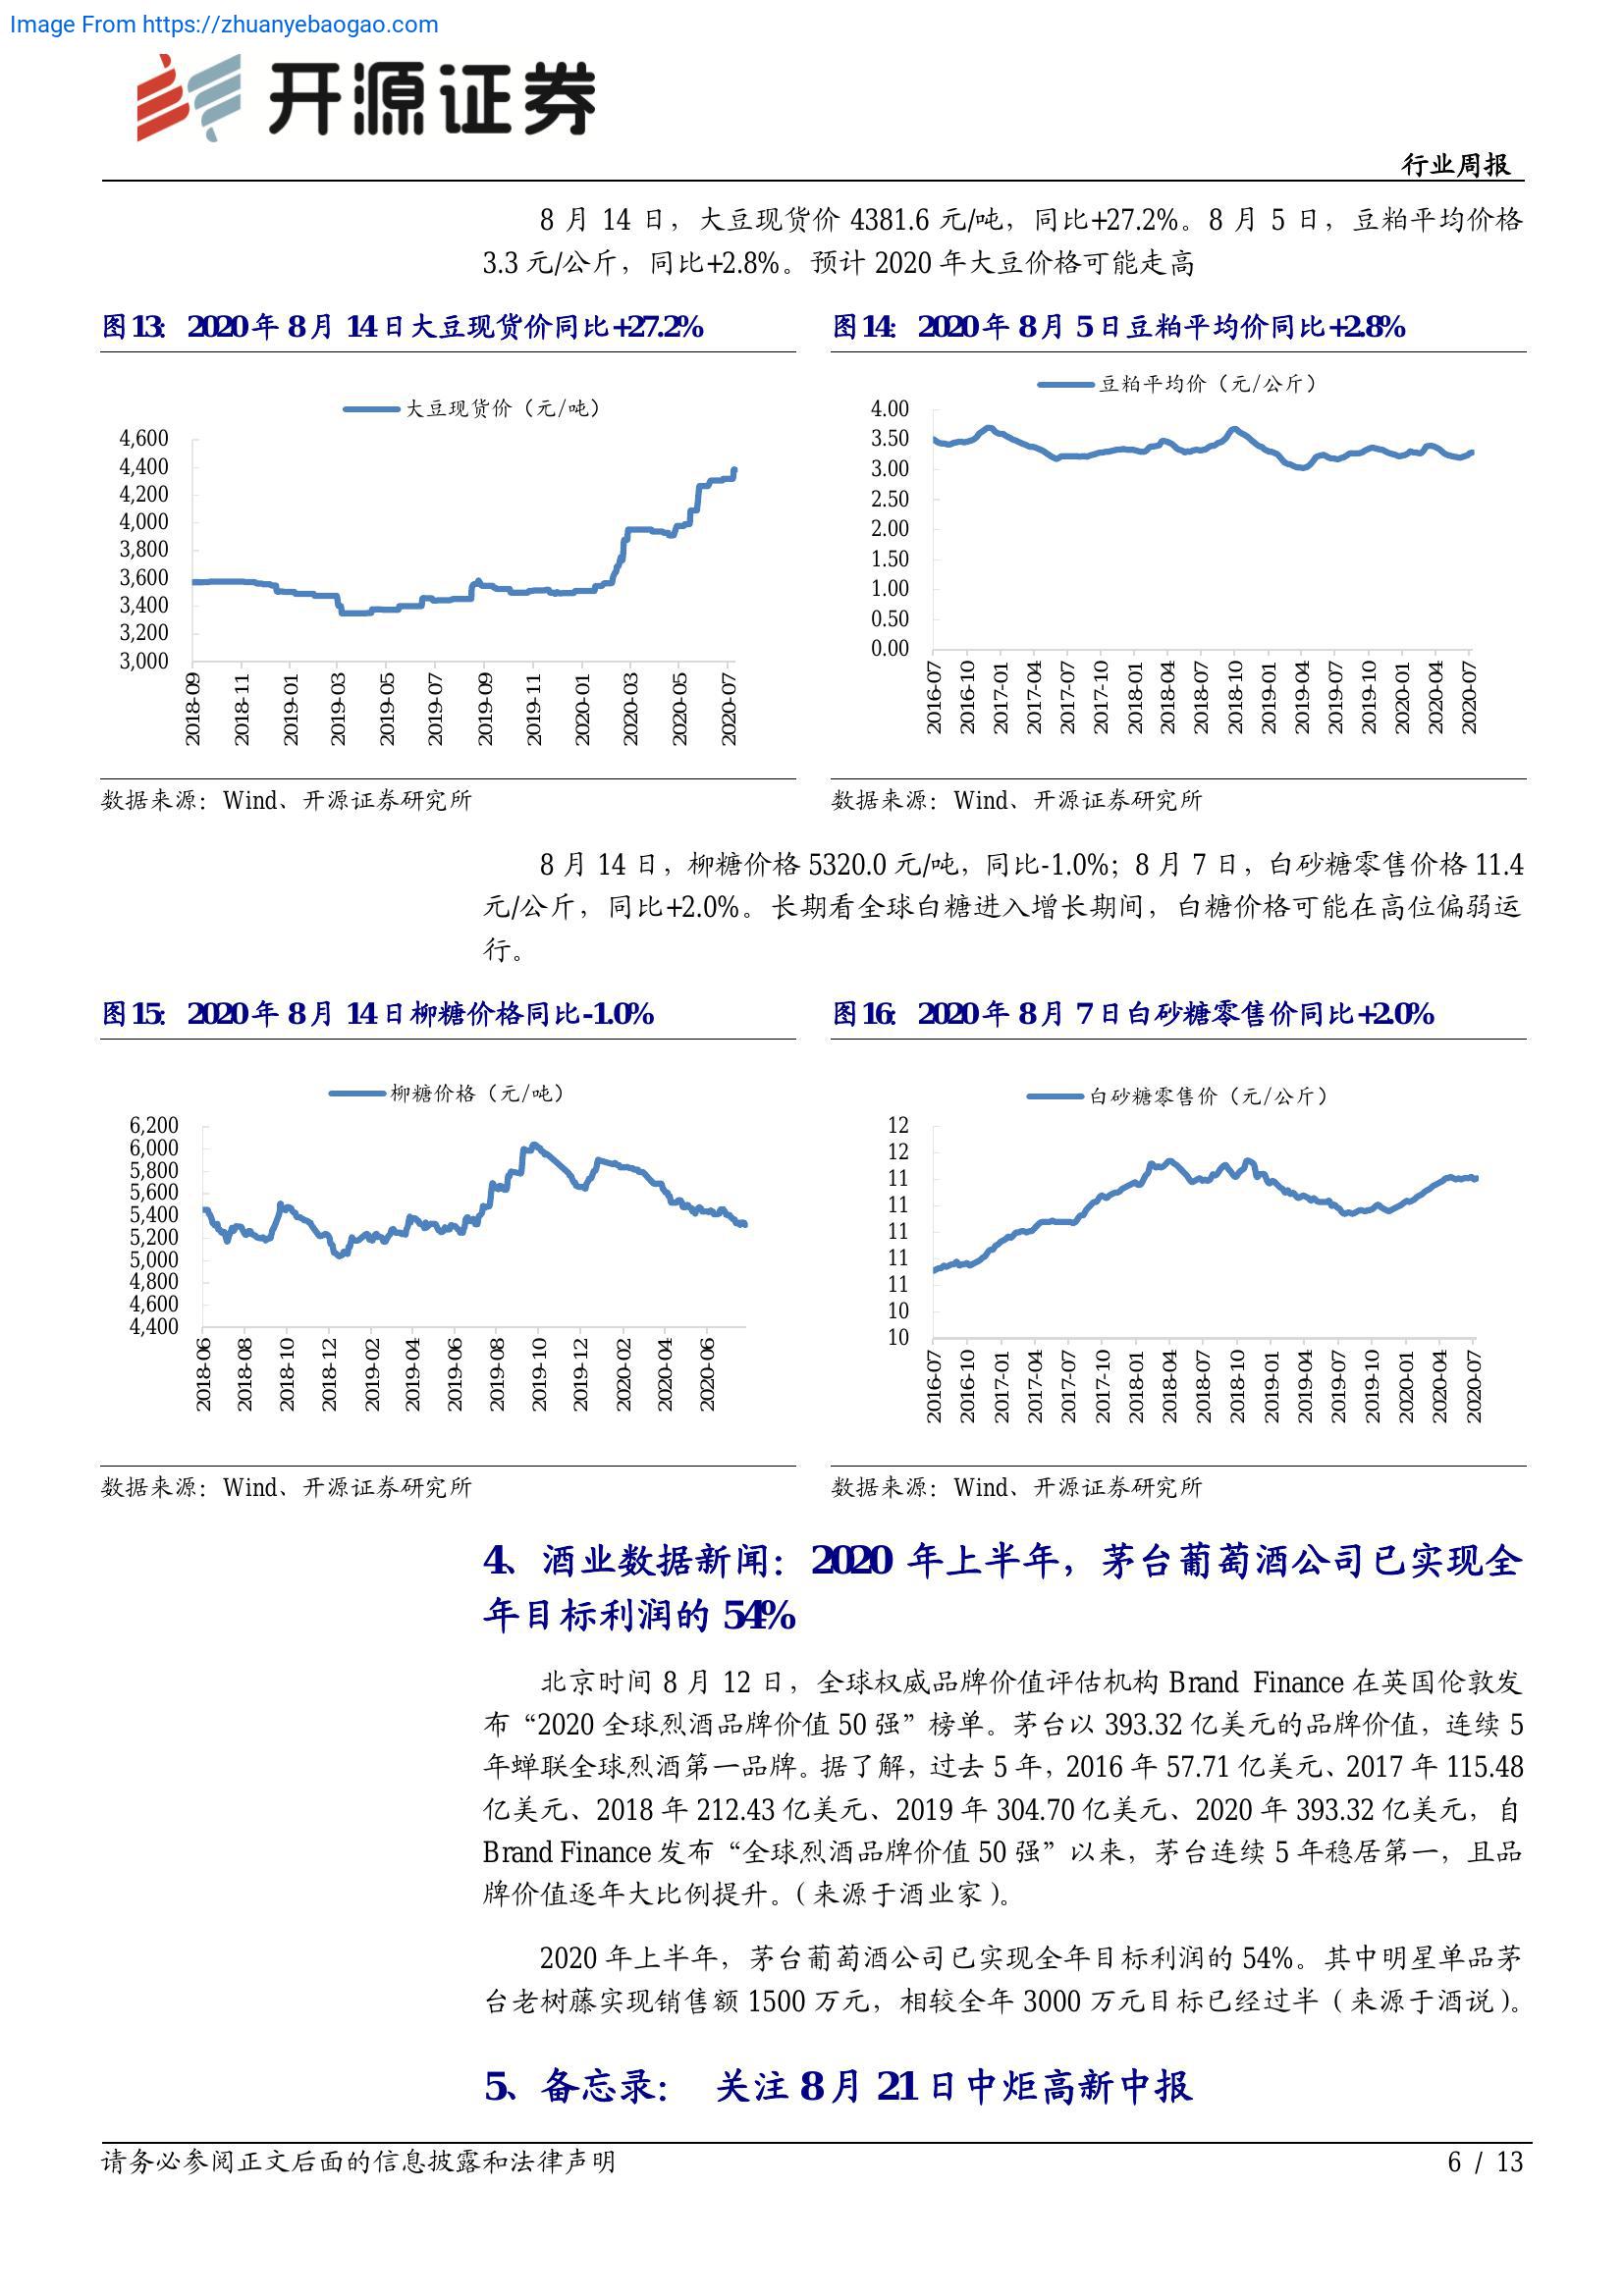 Image From https://zhuanyebaogao.com
开源证券
行业周报
8 月 14 日，大豆现货价 4381.6 元/吨，同比+27.2%。8 月 5 日，豆粕平均价格
3.3 元/公斤，同比+2.8%。预计 2020 年大豆价格可能走高
图13： 2020 年 8 月 14 日大豆现货价同比+27.2%
大豆现货价（元/吨）
4,600
4,400
4,200
4,000
3,800
3,600
3,400
3,200
3,000
2018-09
2018-11
2019-01
2019-03
2019-05
2019-07
2019-09
2019-11
2020-01
2020-03
2020-05
2020-07
数据来源：Wind、开源证券研究所
图14： 2020 年 8 月 5 日豆粕平均价同比+2.8%
豆粕平均价（元/公斤）
4.00
3.50
3.00
2.50
2.00
1.50
1.00
0.50
0.00
2016-07
2016-10
2017-01
2017-04
2017-07
2017-10
2018-01
2018-04
2018-07
2018-10
2019-01
2019-04
2019-07
2019-10
2020-01
2020-04
2020-07
数据来源：Wind、开源证券研究所
8 月 14 日，柳糖价格 5320.0 元/吨，同比-1.0%；8 月 7 日，白砂糖零售价格 11.4
元/公斤，同比+2.0%。长期看全球白糖进入增长期间，白糖价格可能在高位偏弱运
行。
图15： 2020 年 8 月 14 日柳糖价格同比-1.0%
柳糖价格（元/吨）
6,200
6,000
5,800
5,600
5,400
5,200
5,000
4,800
4,600
4,400
2018-06
2018-08
2018-10
2018-12
2019-02
2019-04
2019-06
2019-08
2019-10
2019-12
2020-02
2020-04
2020-06
数据来源：Wind、开源证券研究所
图16： 2020 年 8 月 7 日白砂糖零售价同比+2.0%
白砂糖零售价（元/公斤）
12
12
11
11
11
11
11
10
10
2016-07
2016-10
2017-01
2017-04
2017-07
2017-10
2018-01
2018-04
2018-07
2018-10
2019-01
2019-04
2019-07
2019-10
2020-01
2020-04
2020-07
数据来源：Wind、开源证券研究所
4、酒业数据新闻：2020 年上半年，茅台葡萄酒公司已实现全
年目标利润的 54%
北京时间 8 月 12 日，全球权威品牌价值评估机构 Brand Finance 在英国伦敦发
布“2020 全球烈酒品牌价值 50 强”榜单。茅台以 393.32 亿美元的品牌价值，连续 5
年蝉联全球烈酒第一品牌。据了解，过去 5 年，2016 年 57.71 亿美元、2017 年 115.48
亿美元、2018 年 212.43 亿美元、2019 年 304.70 亿美元、2020 年 393.32 亿美元，自
Brand Finance 发布“全球烈酒品牌价值 50 强”以来，茅台连续 5 年稳居第一，且品
牌价值逐年大比例提升。（来源于酒业家）。
2020 年上半年，茅台葡萄酒公司已实现全年目标利润的 54%。其中明星单品茅
台老树藤实现销售额 1500 万元，相较全年 3000 万元目标已经过半（来源于酒说）。
5、备忘录： 关注 8 月 21 日中炬高新中报
请务必参阅正文后面的信息披露和法律声明
6 / 13